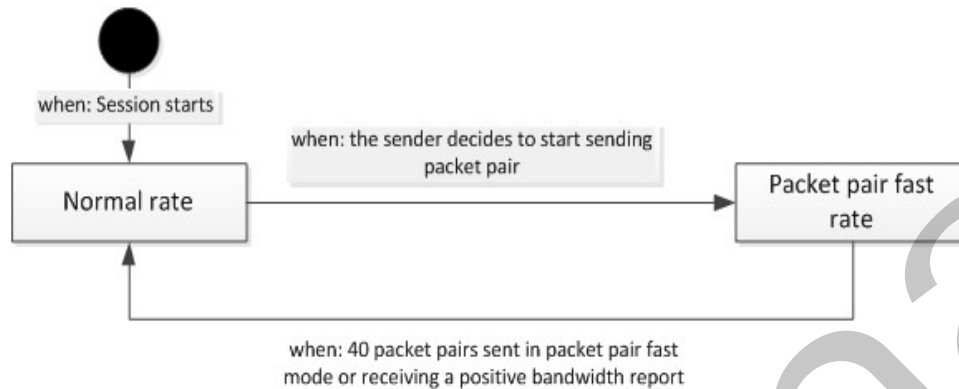 when: Session starts
when: the sender decides to start sending
packet pair
Normal rate
Packet pair fast
rate
when: 40 packet pairs sent in packet pair fast
mode or receiving a positive bandwidth report